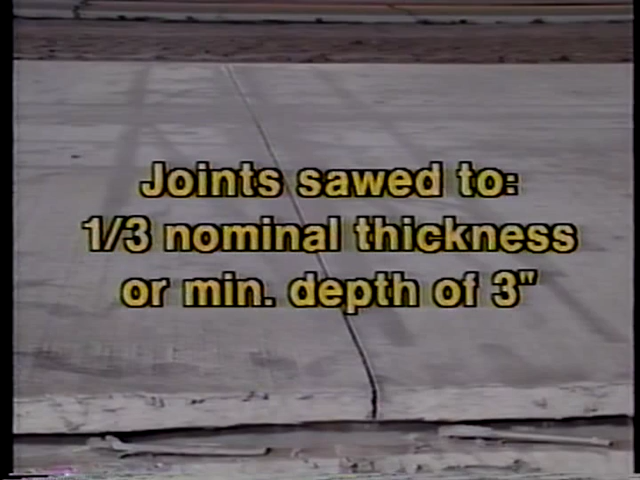 Joints sawed to:
1/3 nominal thickness
or min. depth of 3"